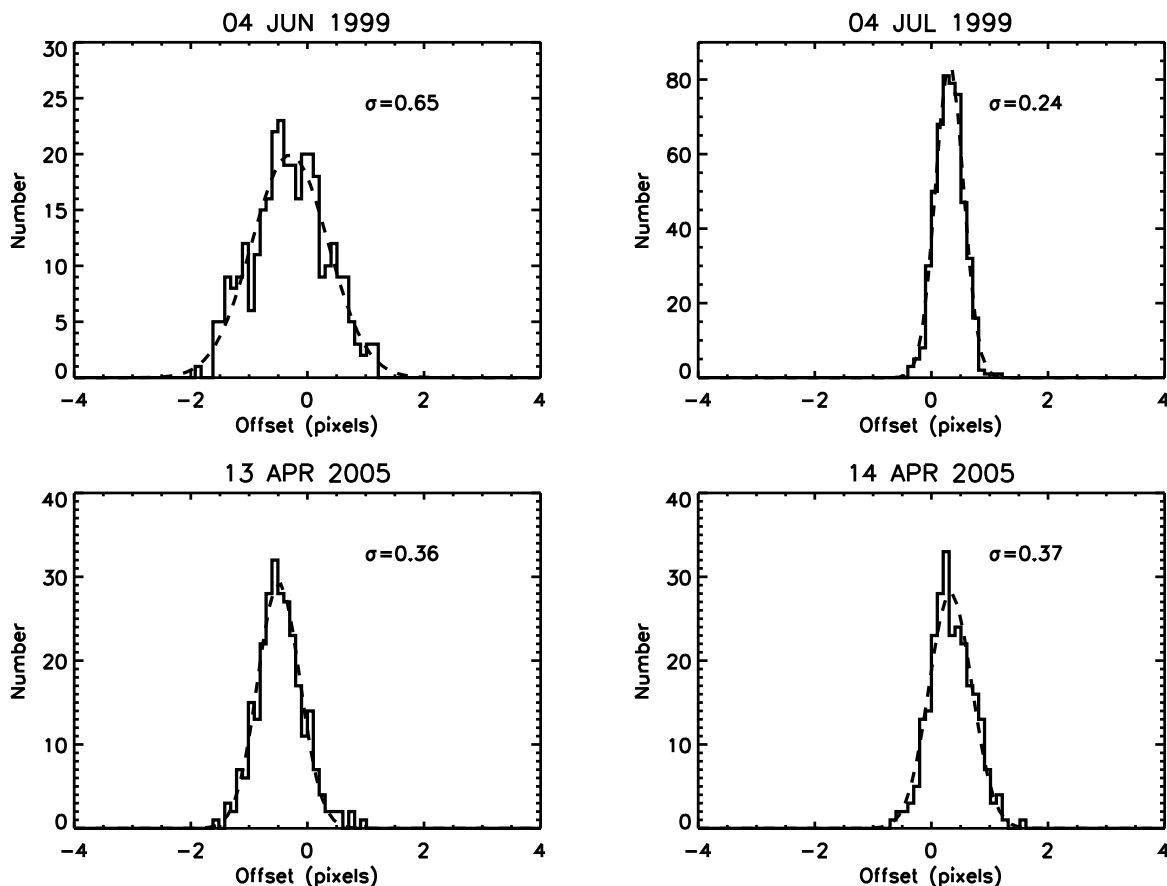 04 JUN 1999
30
25
20
15
10
5
0
Number
σ=0.65
−4 −2 0 2 4
Offset (pixels)
04 JUL 1999
80
60
40
20
0
Number
σ=0.24
−4 −2 0 2 4
Offset (pixels)
13 APR 2005
40
30
20
10
0
Number
σ=0.36
−4 −2 0 2 4
Offset (pixels)
14 APR 2005
40
30
20
10
0
Number
σ=0.37
−4 −2 0 2 4
Offset (pixels)